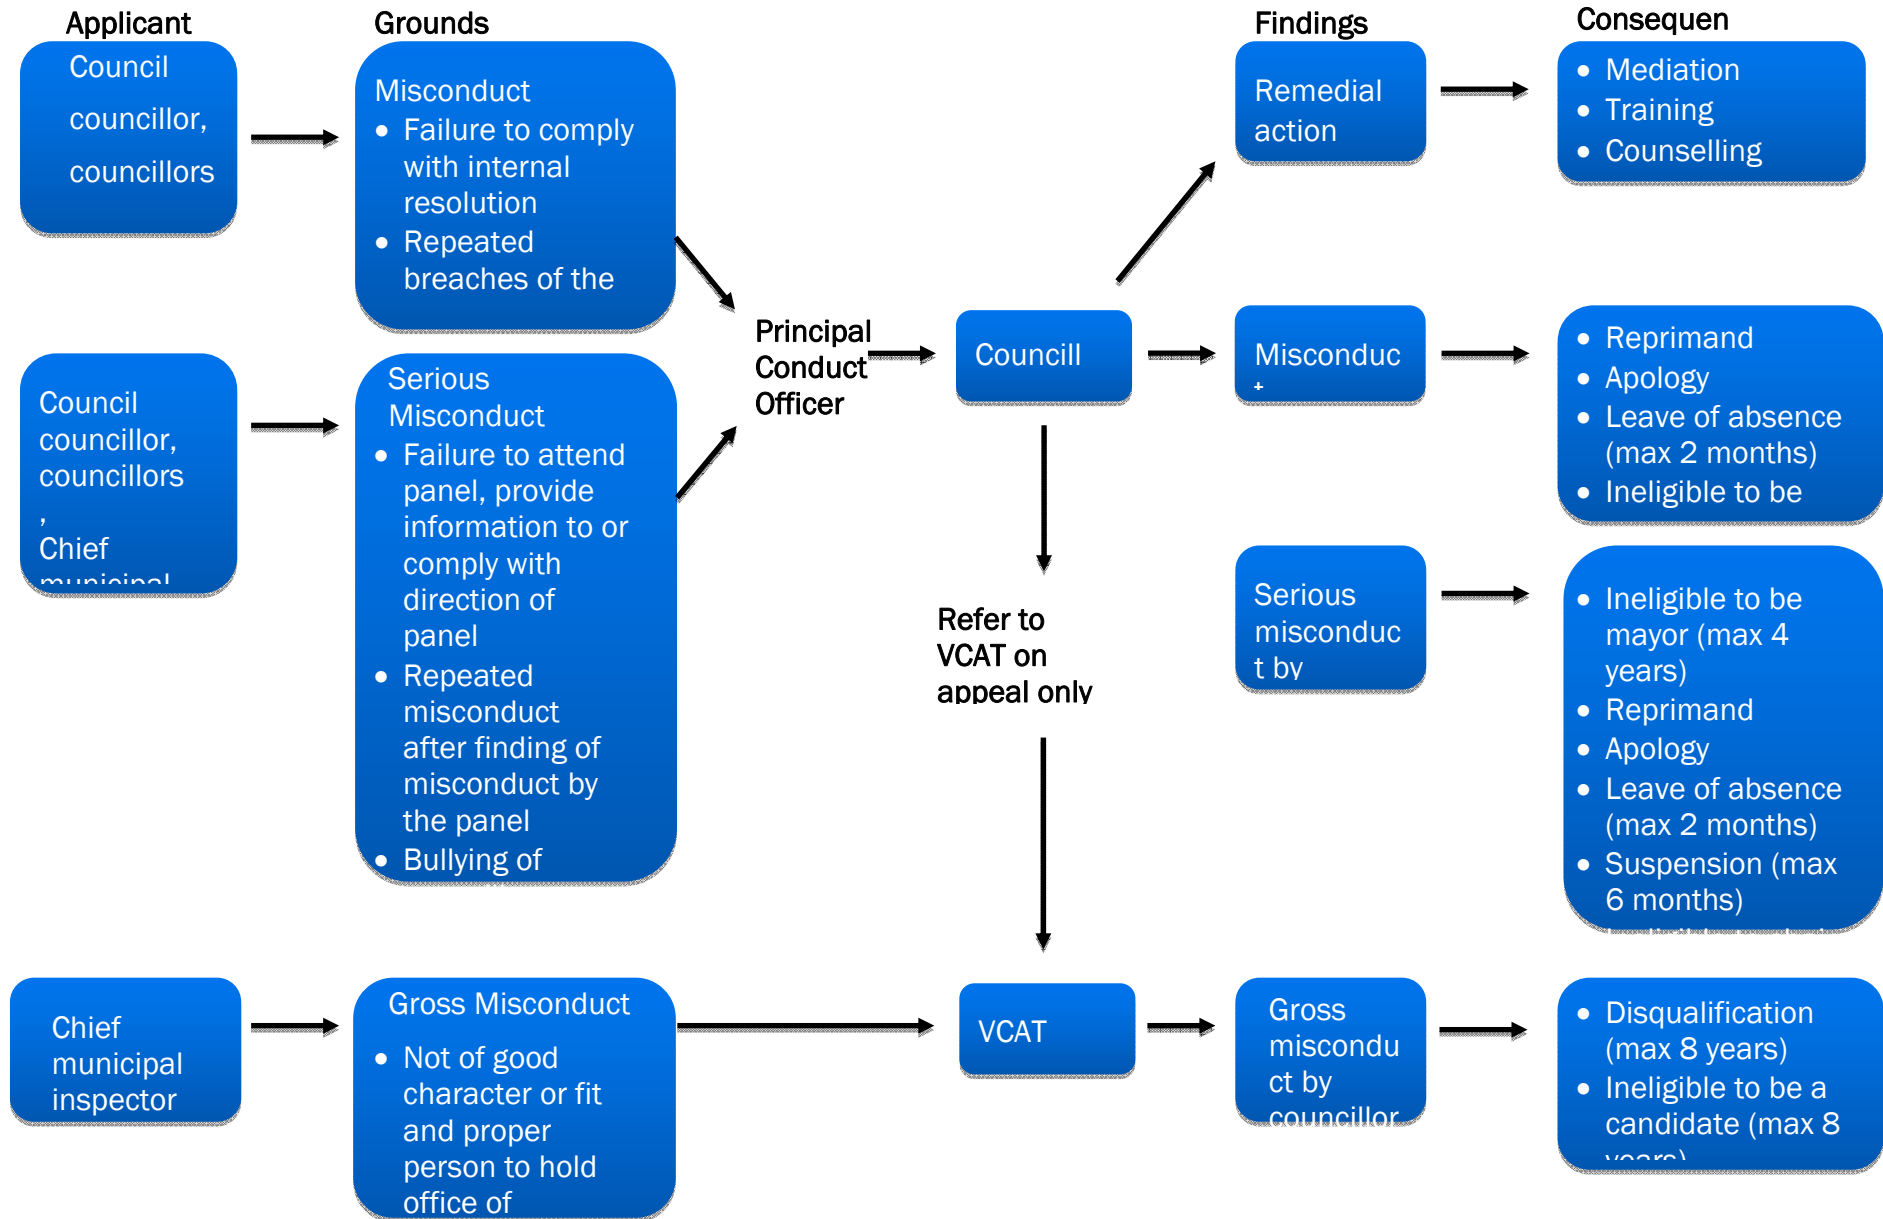 Applicant
Grounds
Findings
Consequen
Council
councillor,
councillors
Misconduct
• Failure to comply
with internal
resolution
• Repeated
breaches of the
Remedial
action
• Mediation
• Training
• Counselling
Council
councillor,
councillors
,
Chief
municipal
Serious
Misconduct
• Failure to attend
panel, provide
information to or
comply with
direction of
panel
• Repeated
misconduct
after finding of
misconduct by
the panel
• Bullying of
Principal
Conduct
Officer
Councill
Misconduc
t
• Reprimand
• Apology
• Leave of absence
(max 2 months)
• Ineligible to be
Refer to
VCAT on
appeal only
Serious
misconduc
t by
• Ineligible to be
mayor (max 4
years)
• Reprimand
• Apology
• Leave of absence
(max 2 months)
• Suspension (max
6 months)
Chief
municipal
inspector
Gross Misconduct
• Not of good
character or fit
and proper
person to hold
office of
VCAT
Gross
miscondu
ct by
councillor
• Disqualification
(max 8 years)
• Ineligible to be a
candidate (max 8
years)